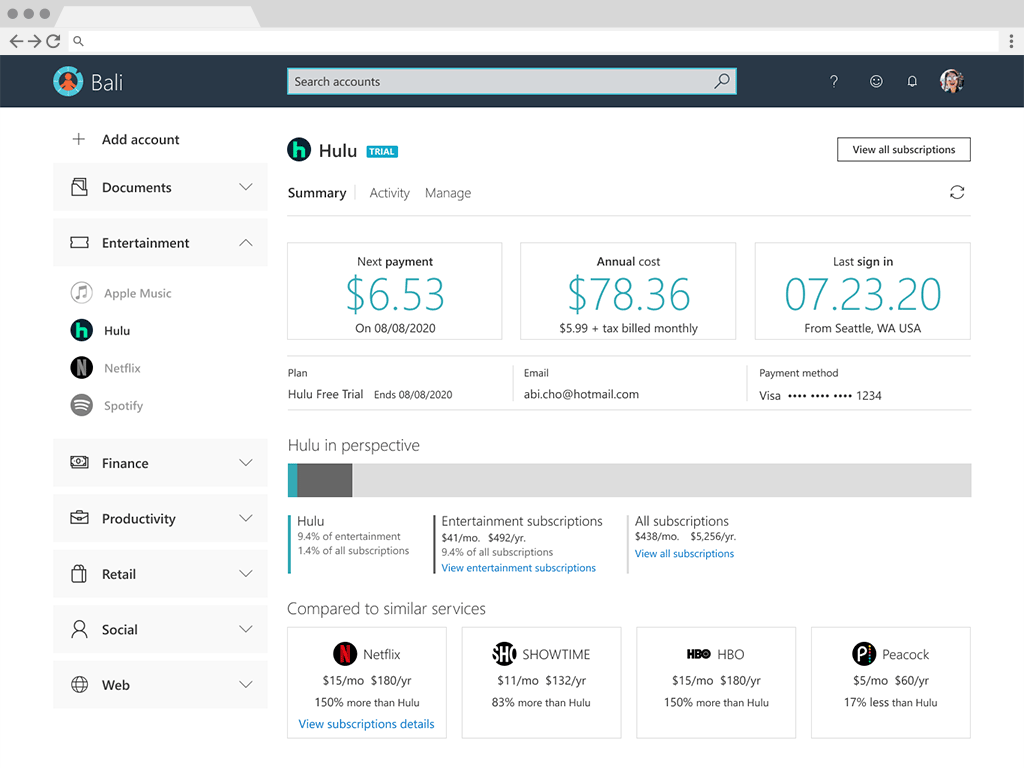 Bali
Search accounts
?
Add account
Documents
Entertainment
Apple Music
Hulu
Netflix
Spotify
Finance
Productivity
Retail
Social
Web
h Hulu TRIAL
View all subscriptions
Summary Activity Manage
Next payment
$6.53
On 08/08/2020
Annual cost
$78.36
$5.99 + tax billed monthly
Last sign in
07.23.20
From Seattle, WA USA
Plan
Hulu Free Trial Ends 08/08/2020
Email
abi.cho@hotmail.com
Payment method
Visa •••• •••• •••• 1234
Hulu in perspective
Hulu
9.4% of entertainment
1.4% of all subscriptions
Entertainment subscriptions
$41/mo. $492/yr.
9.4% of all subscriptions
View entertainment subscriptions
All subscriptions
$438/mo. $5,256/yr.
View all subscriptions
Compared to similar services
N Netflix
$15/mo $180/yr
150% more than Hulu
View subscriptions details
SHO SHOWTIME
$11/mo $132/yr
83% more than Hulu
HBO HBO
$15/mo $180/yr
150% more than Hulu
P Peacock
$5/mo $60/yr
17% less than Hulu